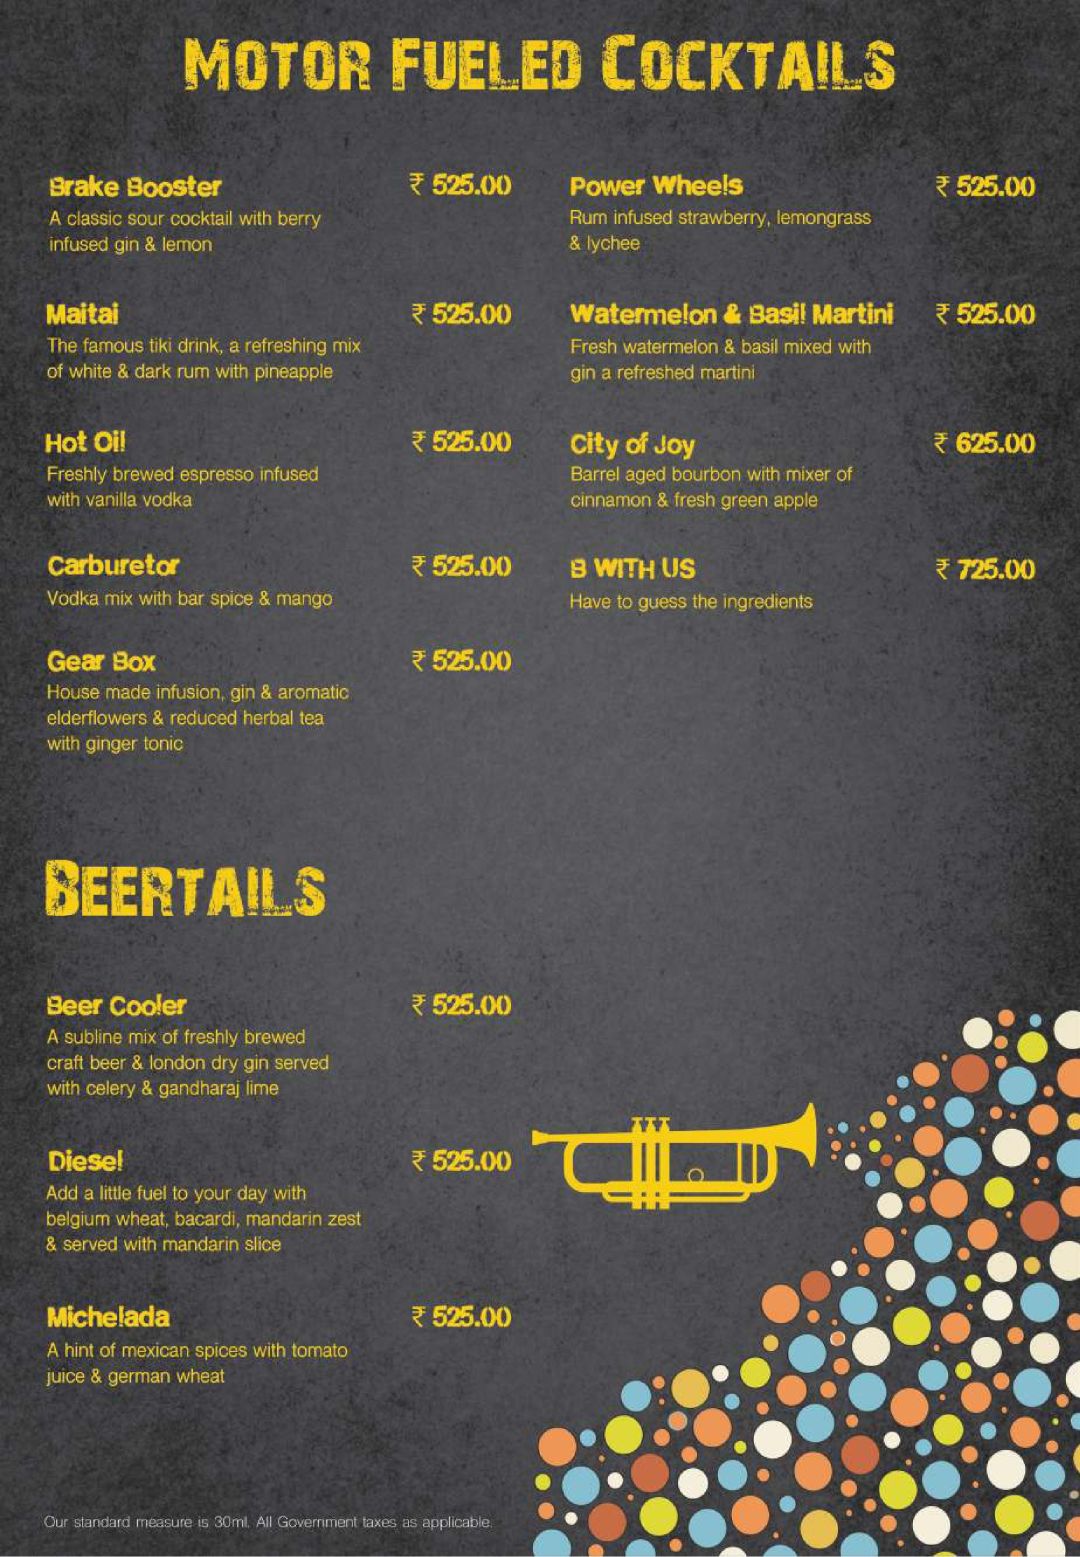 MOTOR FUELED COCKTAILS
Brake Booster ₹ 525.00
A classic sour cocktail with berry
infused gin & lemon
Maitai ₹ 525.00
The famous tiki drink, a refreshing mix
of white & dark rum with pineapple
Hot Oil ₹ 525.00
Freshly brewed espresso infused
with vanilla vodka
Carburetor ₹ 525.00
Vodka mix with bar spice & mango
Gear Box ₹ 525.00
House made infusion, gin & aromatic
elderflowers & reduced herbal tea
with ginger tonic
Power Wheels ₹ 525.00
Rum infused strawberry, lemongrass
& lychee
Watermelon & Basil Martini ₹ 525.00
Fresh watermelon & basil mixed with
gin a refreshed martini
City of Joy ₹ 625.00
Barrel aged bourbon with mixer of
cinnamon & fresh green apple
B WITH US ₹ 725.00
Have to guess the ingredients
BEERTAILS
Beer Cooler ₹ 525.00
A subline mix of freshly brewed
craft beer & london dry gin served
with celery & gandharaj lime
Diesel ₹ 525.00
Add a little fuel to your day with
belgium wheat, bacardi, mandarin zest
& served with mandarin slice
Michelada ₹ 525.00
A hint of mexican spices with tomato
juice & german wheat
Our standard measure is 30ml. All Government taxes as applicable.